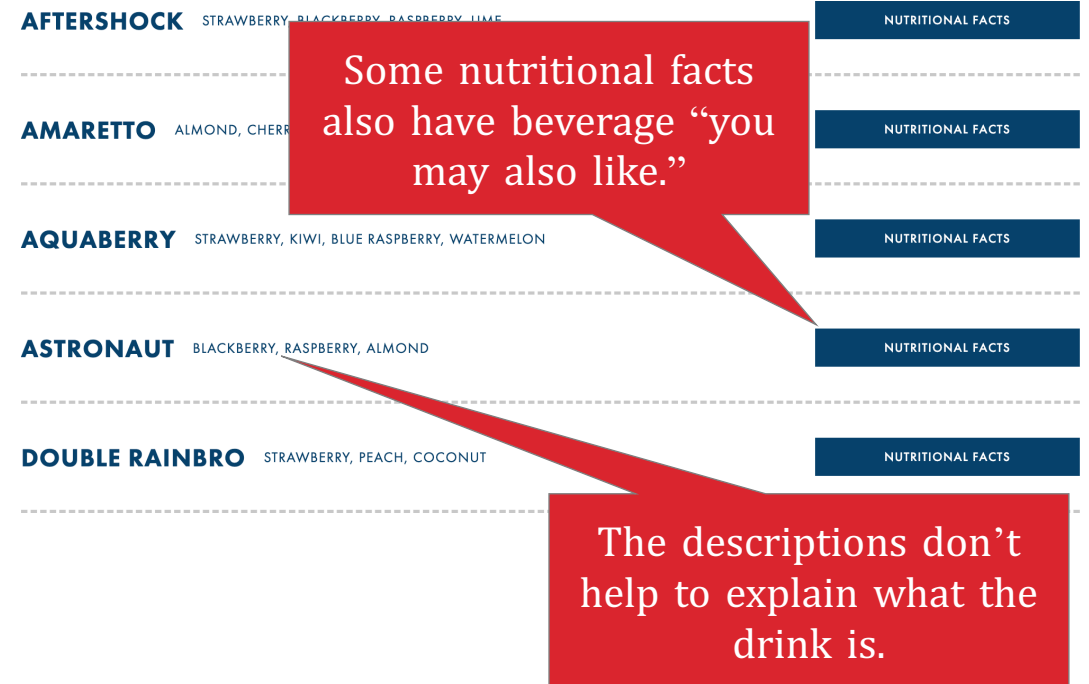 AFTERSHOCK STRAWBERRY, BLACKBERRY, RASPBERRY, LIME NUTRITIONAL FACTS
Some nutritional facts
also have beverage “you
may also like.”
AMARETTO ALMOND, CHERR NUTRITIONAL FACTS
AQUABERRY STRAWBERRY, KIWI, BLUE RASPBERRY, WATERMELON NUTRITIONAL FACTS
ASTRONAUT BLACKBERRY, RASPBERRY, ALMOND NUTRITIONAL FACTS
DOUBLE RAINBRO STRAWBERRY, PEACH, COCONUT NUTRITIONAL FACTS
The descriptions don’t
help to explain what the
drink is.